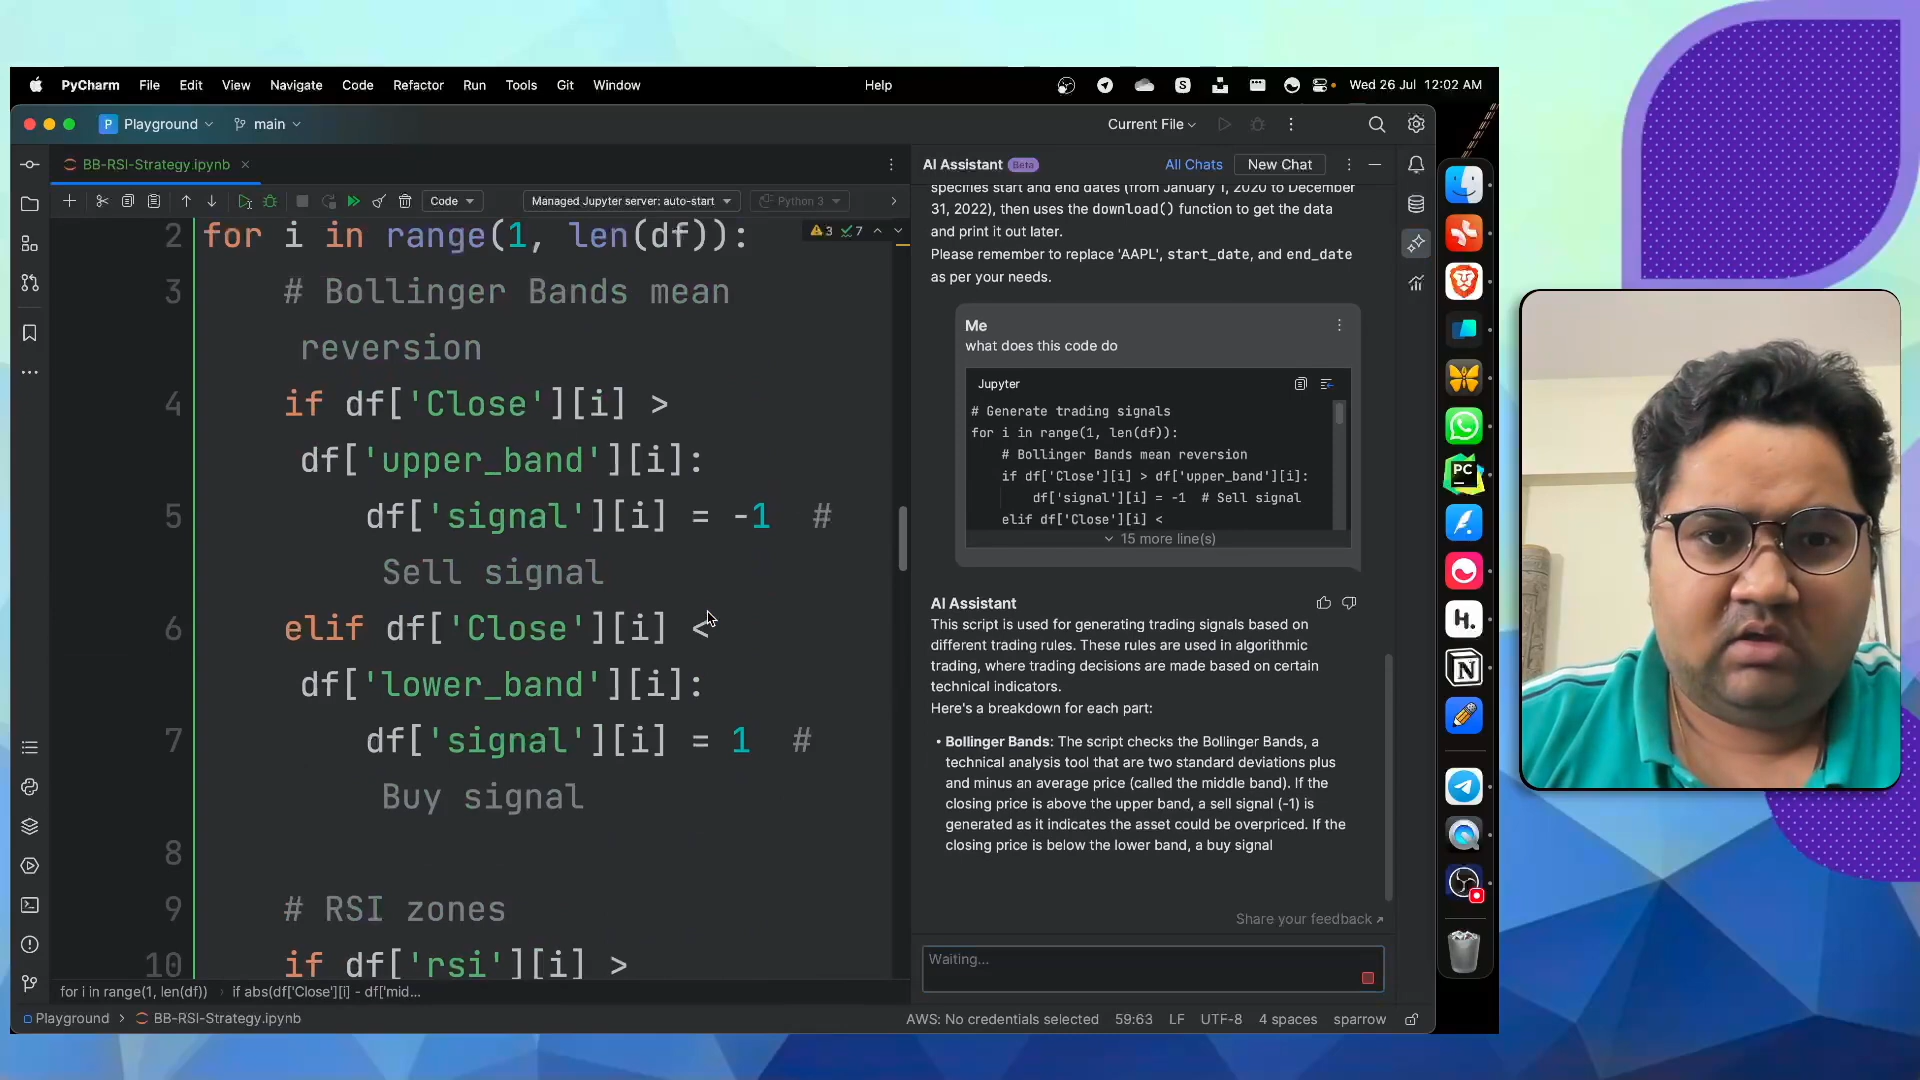 PyCharm File Edit View Navigate Code Refactor Run Tools Git Window Help Wed 26 Jul 12:02 AM
P Playground main Current File
BB-RSI-Strategy.ipynb
Code Managed Jupyter server: auto-start Python 3
3 7
2 for i in range(1, len(df)):
3 # Bollinger Bands mean
reversion
4 if df['Close'][i] >
df['upper_band'][i]:
5 df['signal'][i] = -1 #
Sell signal
6 elif df['Close'][i] <
df['lower_band'][i]:
7 df['signal'][i] = 1 #
Buy signal
8
9 # RSI zones
10 if df['rsi'][i] >
for i in range(1, len(df)) › if abs(df['Close'][i] - df['mid...
AI Assistant Beta All Chats New Chat
specifies start and end dates (from January 1, 2020 to December
31, 2022), then uses the download() function to get the data
and print it out later.
Please remember to replace 'AAPL', start_date, and end_date
as per your needs.
Me
what does this code do
Jupyter
# Generate trading signals
for i in range(1, len(df)):
# Bollinger Bands mean reversion
if df['Close'][i] > df['upper_band'][i]:
df['signal'][i] = -1 # Sell signal
elif df['Close'][i] <
15 more line(s)
AI Assistant
This script is used for generating trading signals based on
different trading rules. These rules are used in algorithmic
trading, where trading decisions are made based on certain
technical indicators.
Here's a breakdown for each part:
• Bollinger Bands: The script checks the Bollinger Bands, a
technical analysis tool that are two standard deviations plus
and minus an average price (called the middle band). If the
closing price is above the upper band, a sell signal (-1) is
generated as it indicates the asset could be overpriced. If the
closing price is below the lower band, a buy signal
Share your feedback
Waiting...
Playground › BB-RSI-Strategy.ipynb AWS: No credentials selected 59:63 LF UTF-8 4 spaces sparrow
PC
h.
N